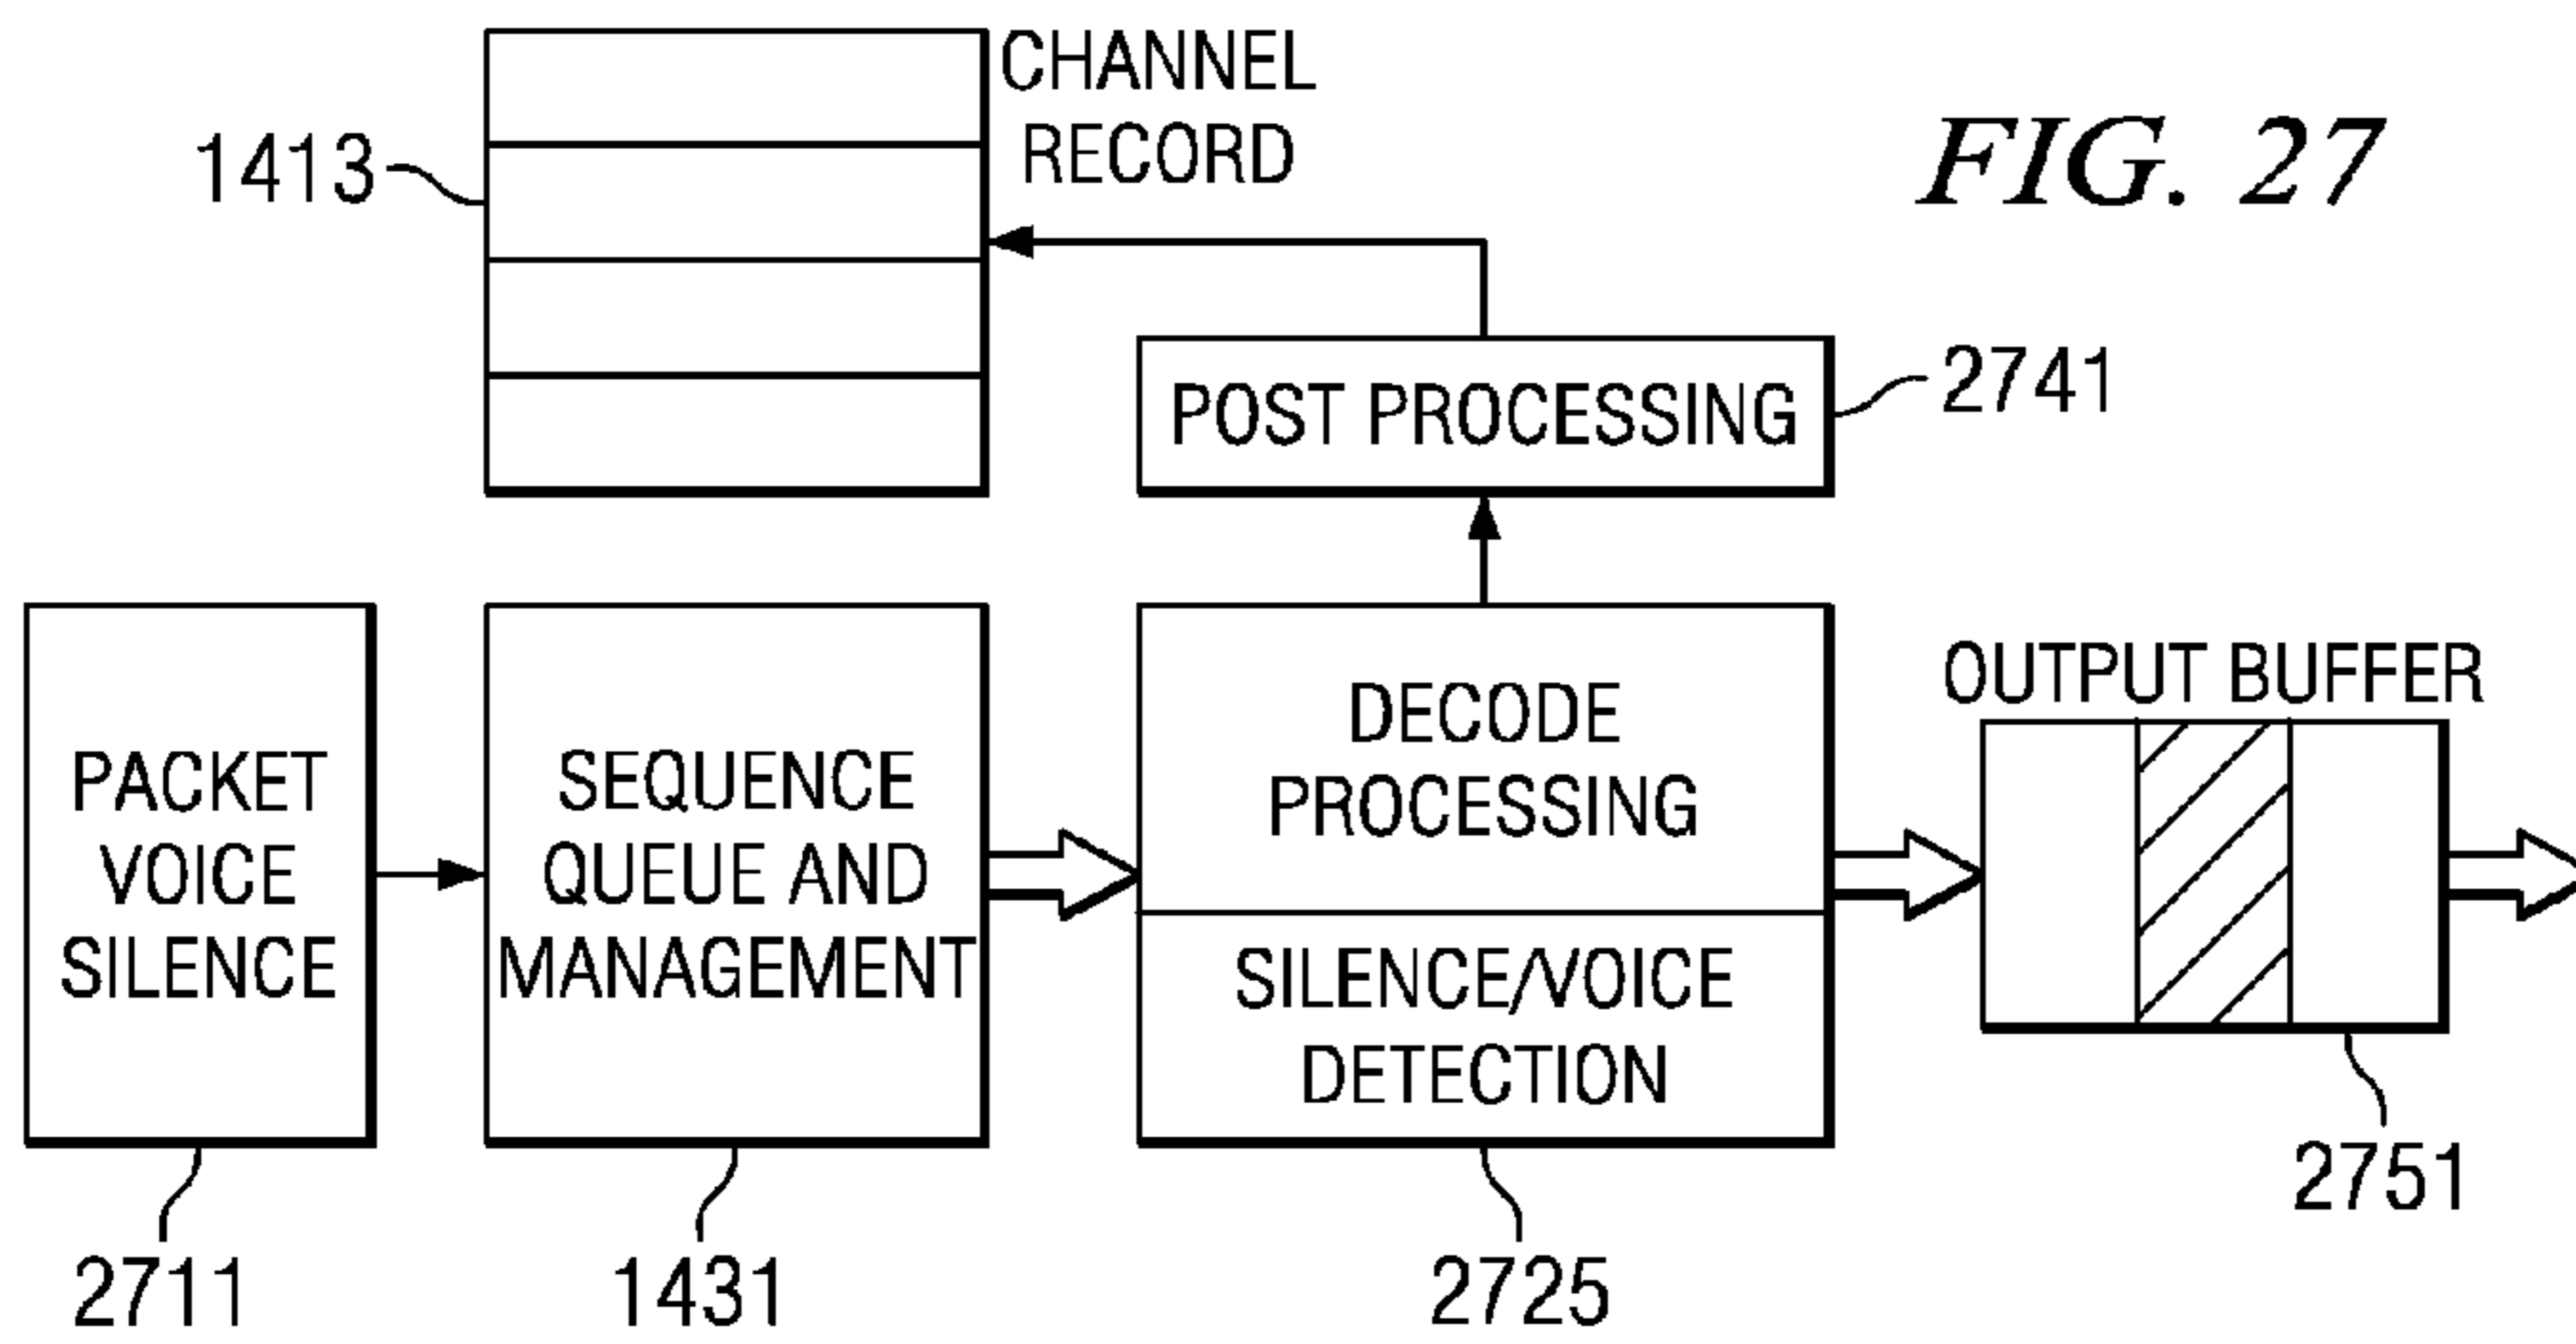 CHANNEL
RECORD
FIG. 27
1413
POST PROCESSING
2741
PACKET
VOICE
SILENCE
SEQUENCE
QUEUE AND
MANAGEMENT
DECODE
PROCESSING
SILENCE/VOICE
DETECTION
OUTPUT BUFFER
2711
1431
2725
2751